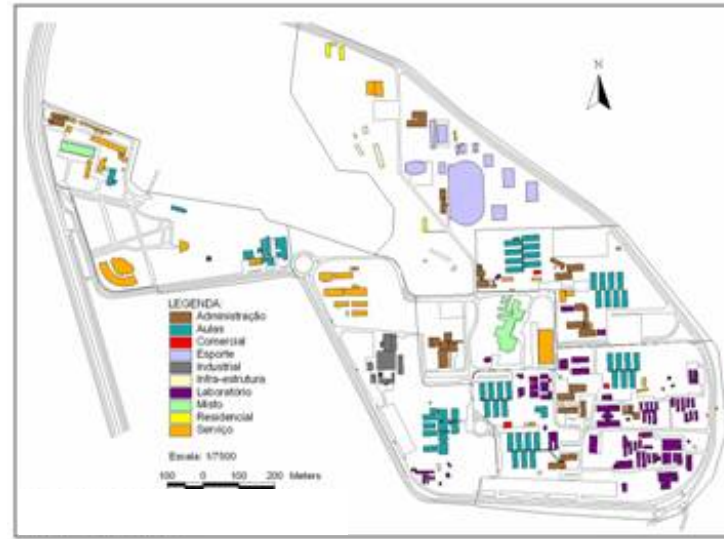 N
LEGENDA:
Administração
Aulas
Comercial
Esporte
Industrial
Infra-estrutura
Laboratório
Misto
Residencial
Serviço
Escala: 1/7500
100 0 100 200 Meters